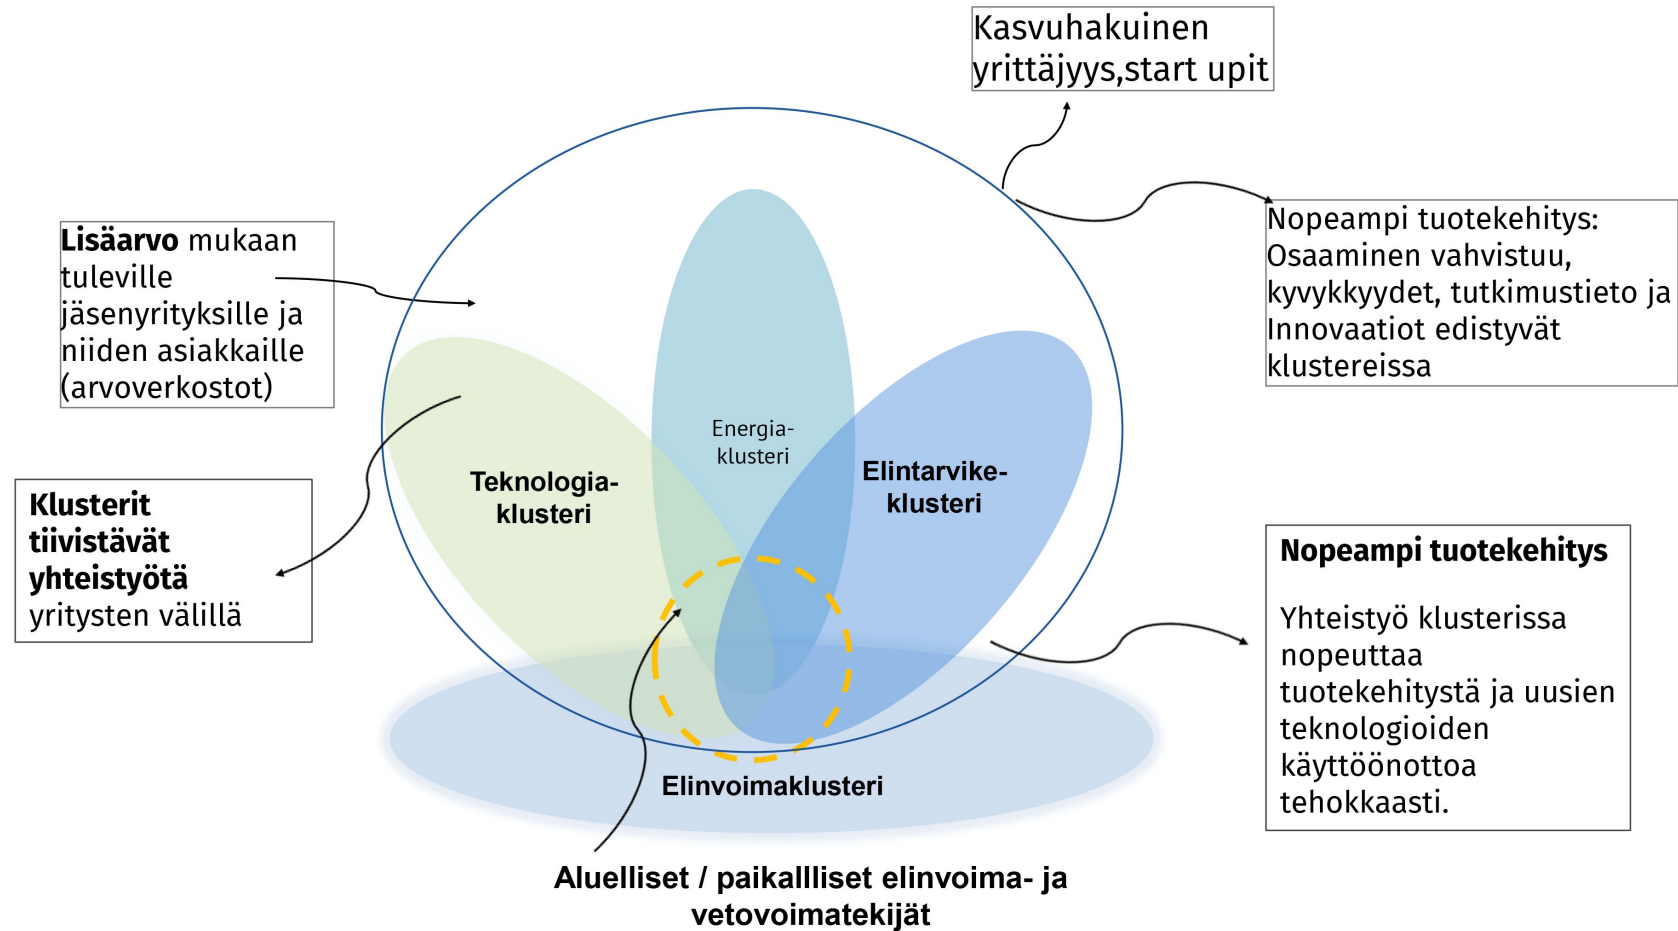 Kasvuhakuinen
yrittäjyys,start upit
Nopeampi tuotekehitys:
Osaaminen vahvistuu,
kyvykkyydet, tutkimustieto ja
Innovaatiot edistyvät
klustereissa
Lisäarvo mukaan
tuleville
jäsenyrityksille ja
niiden asiakkaille
(arvoverkostot)
Energia-
klusteri
Teknologia-
klusteri
Elintarvike-
klusteri
Klusterit
tiivistävät
yhteistyötä
yritysten välillä
Nopeampi tuotekehitys
Yhteistyö klusterissa
nopeuttaa
tuotekehitystä ja uusien
teknologioiden
käyttöönottoa
tehokkaasti.
Elinvoimaklusteri
Aluelliset / paikallliset elinvoima- ja
vetovoimatekijät